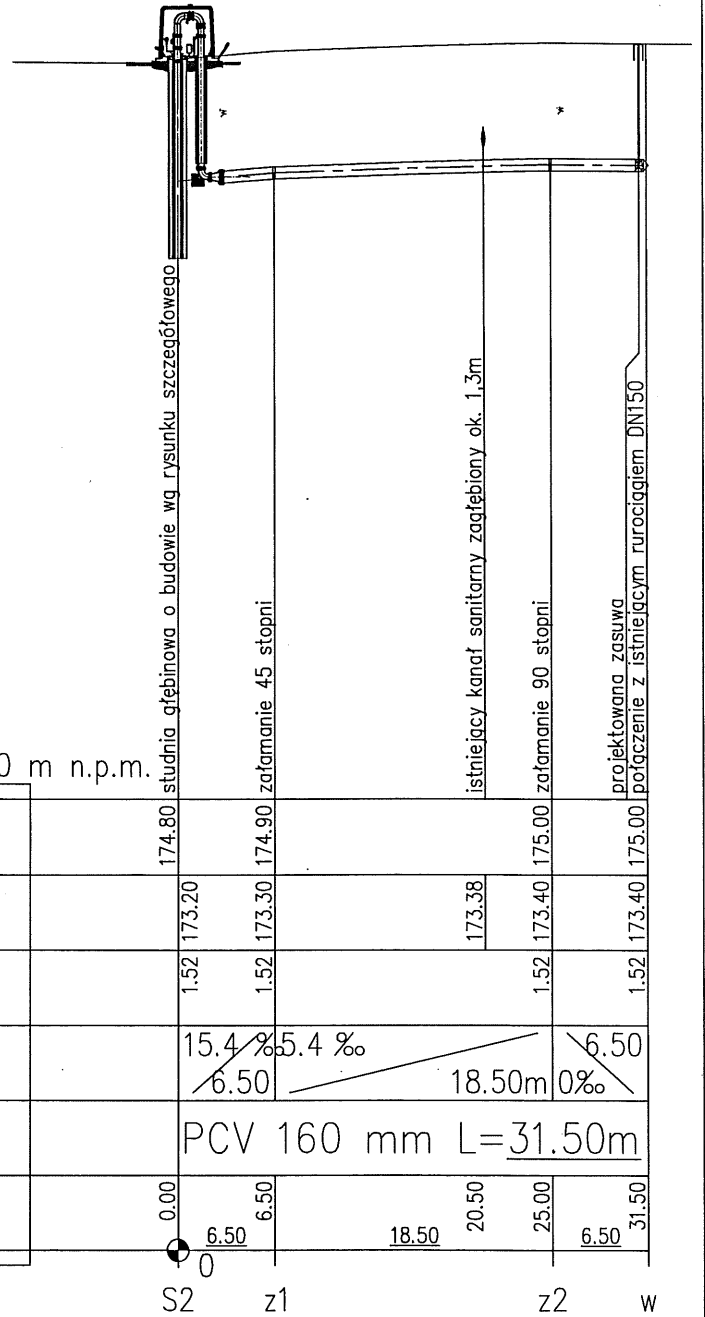 w
w
studnia głębinowa o budowie wg rysunku szczegółowego
załamanie 45 stopni
istniejący kanał sanitarny zagłębiony ok. 1,3m
załamanie 90 stopni
projektowana zasuwa
połączenie z istniejącym rurociągiem DN150
0 m n.p.m.
174.80 174.90 175.00 175.00
173.20 173.30 173.38 173.40 173.40
1.52 1.52 1.52 1.52
15.4 ‰ 5.4 ‰ 6.50
6.50 18.50m 0‰
PCV 160 mm L=31.50m
0.00 6.50 20.50 25.00 31.50
6.50 18.50 6.50
0
S2 z1 z2 w